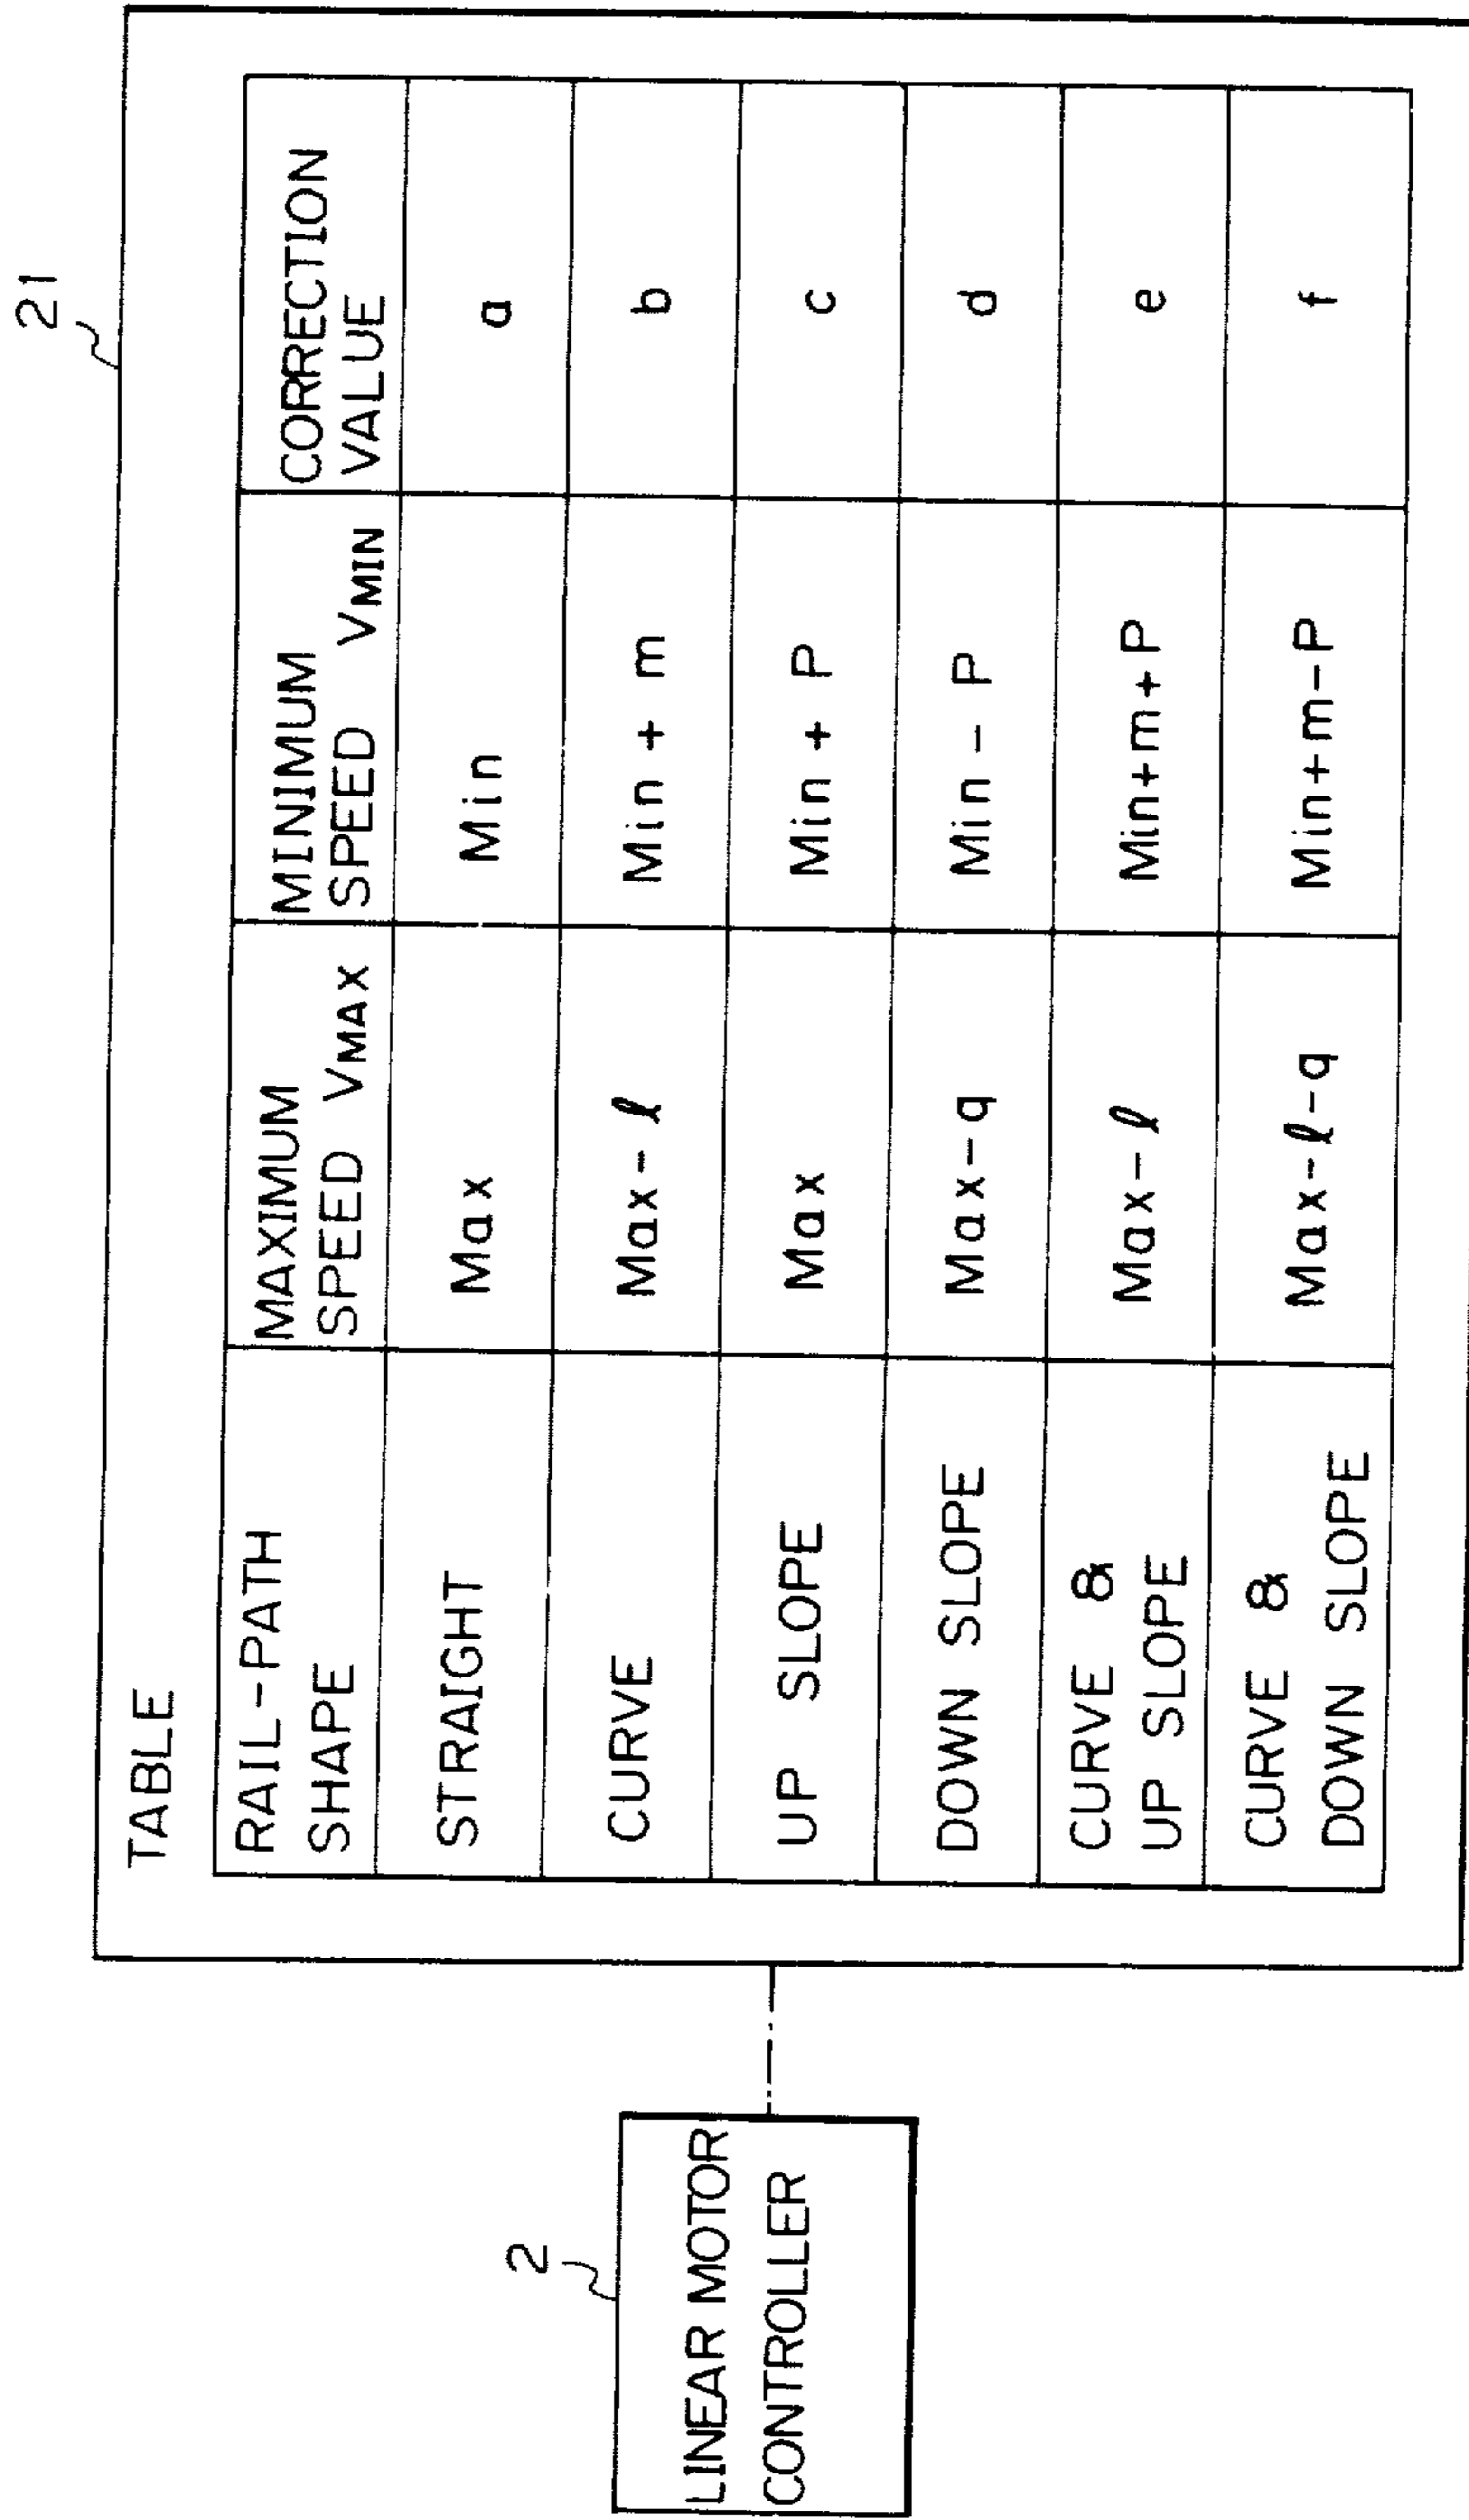 21
TABLE
RAIL-PATH SHAPE | MAXIMUM SPEED VMAX | MINIMUM SPEED VMIN | CORRECTION VALUE
STRAIGHT | Max | Min | a
CURVE | Max-ℓ | Min + m | b
UP SLOPE | Max | Min + P | c
DOWN SLOPE | Max-q | Min - P | d
CURVE & UP SLOPE | Max-ℓ | Min+m+P | e
CURVE & DOWN SLOPE | Max-ℓ-q | Min+m-P | f
2
LINEAR MOTOR
CONTROLLER